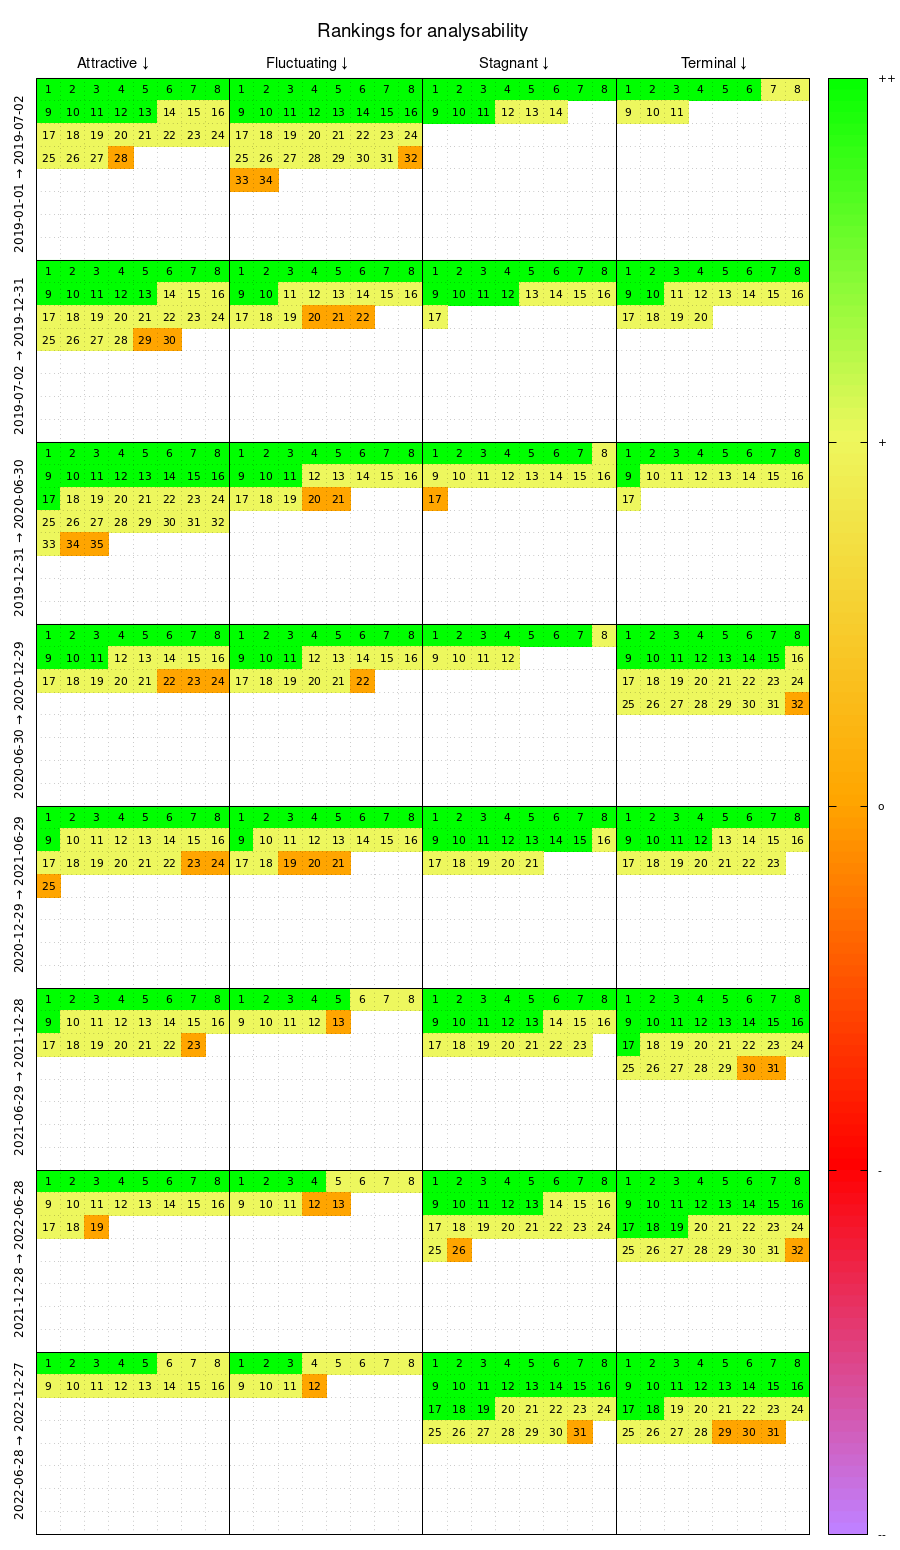 Rankings for analysability
Attractive ↓ Fluctuating ↓ Stagnant ↓ Terminal ↓
2019-01-01 → 2019-07-02
1 2 3 4 5 6 7 8 1 2 3 4 5 6 7 8 1 2 3 4 5 6 7 8 1 2 3 4 5 6 7 8
9 10 11 12 13 14 15 16 9 10 11 12 13 14 15 16 9 10 11 12 13 14 9 10 11
17 18 19 20 21 22 23 24 17 18 19 20 21 22 23 24
25 26 27 28 25 26 27 28 29 30 31 32
33 34
2019-07-02 → 2019-12-31
1 2 3 4 5 6 7 8 1 2 3 4 5 6 7 8 1 2 3 4 5 6 7 8 1 2 3 4 5 6 7 8
9 10 11 12 13 14 15 16 9 10 11 12 13 14 15 16 9 10 11 12 13 14 15 16 9 10 11 12 13 14 15 16
17 18 19 20 21 22 23 24 17 18 19 20 21 22 17 17 18 19 20
25 26 27 28 29 30
2019-12-31 → 2020-06-30
1 2 3 4 5 6 7 8 1 2 3 4 5 6 7 8 1 2 3 4 5 6 7 8 1 2 3 4 5 6 7 8
9 10 11 12 13 14 15 16 9 10 11 12 13 14 15 16 9 10 11 12 13 14 15 16 9 10 11 12 13 14 15 16
17 18 19 20 21 22 23 24 17 18 19 20 21 17 17
25 26 27 28 29 30 31 32
33 34 35
2020-06-30 → 2020-12-29
1 2 3 4 5 6 7 8 1 2 3 4 5 6 7 8 1 2 3 4 5 6 7 8 1 2 3 4 5 6 7 8
9 10 11 12 13 14 15 16 9 10 11 12 13 14 15 16 9 10 11 12 9 10 11 12 13 14 15 16
17 18 19 20 21 22 23 24 17 18 19 20 21 22 17 18 19 20 21 22 23 24
25 26 27 28 29 30 31 32
2020-12-29 → 2021-06-29
1 2 3 4 5 6 7 8 1 2 3 4 5 6 7 8 1 2 3 4 5 6 7 8 1 2 3 4 5 6 7 8
9 10 11 12 13 14 15 16 9 10 11 12 13 14 15 16 9 10 11 12 13 14 15 16 9 10 11 12 13 14 15 16
17 18 19 20 21 22 23 24 17 18 19 20 21 17 18 19 20 21 17 18 19 20 21 22 23
25
2021-06-29 → 2021-12-28
1 2 3 4 5 6 7 8 1 2 3 4 5 6 7 8 1 2 3 4 5 6 7 8 1 2 3 4 5 6 7 8
9 10 11 12 13 14 15 16 9 10 11 12 13 9 10 11 12 13 14 15 16 9 10 11 12 13 14 15 16
17 18 19 20 21 22 23 17 18 19 20 21 22 23 17 18 19 20 21 22 23 24
25 26 27 28 29 30 31
2021-12-28 → 2022-06-28
1 2 3 4 5 6 7 8 1 2 3 4 5 6 7 8 1 2 3 4 5 6 7 8 1 2 3 4 5 6 7 8
9 10 11 12 13 14 15 16 9 10 11 12 13 9 10 11 12 13 14 15 16 9 10 11 12 13 14 15 16
17 18 19 17 18 19 20 21 22 23 24 17 18 19 20 21 22 23 24
25 26 25 26 27 28 29 30 31 32
2022-06-28 → 2022-12-27
1 2 3 4 5 6 7 8 1 2 3 4 5 6 7 8 1 2 3 4 5 6 7 8 1 2 3 4 5 6 7 8
9 10 11 12 13 14 15 16 9 10 11 12 9 10 11 12 13 14 15 16 9 10 11 12 13 14 15 16
17 18 19 20 21 22 23 24 17 18 19 20 21 22 23 24
25 26 27 28 29 30 31 25 26 27 28 29 30 31
++
+
o
-
--